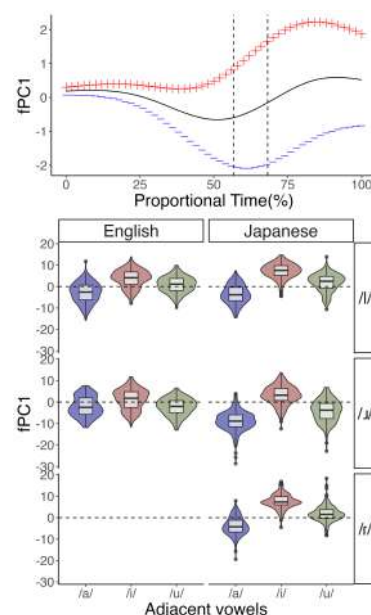 2
1
fPC1
0
-1
-2
0 25 50 75 100
Proportional Time(%)
English Japanese
20
10
0
-10
-20
-30
/l/
20
10
0
-10
-20
-30
/ɹ/
fPC1
20
10
0
-10
-20
-30
/ɾ/
/a/ /i/ /u/ /a/ /i/ /u/
Adjacent vowels